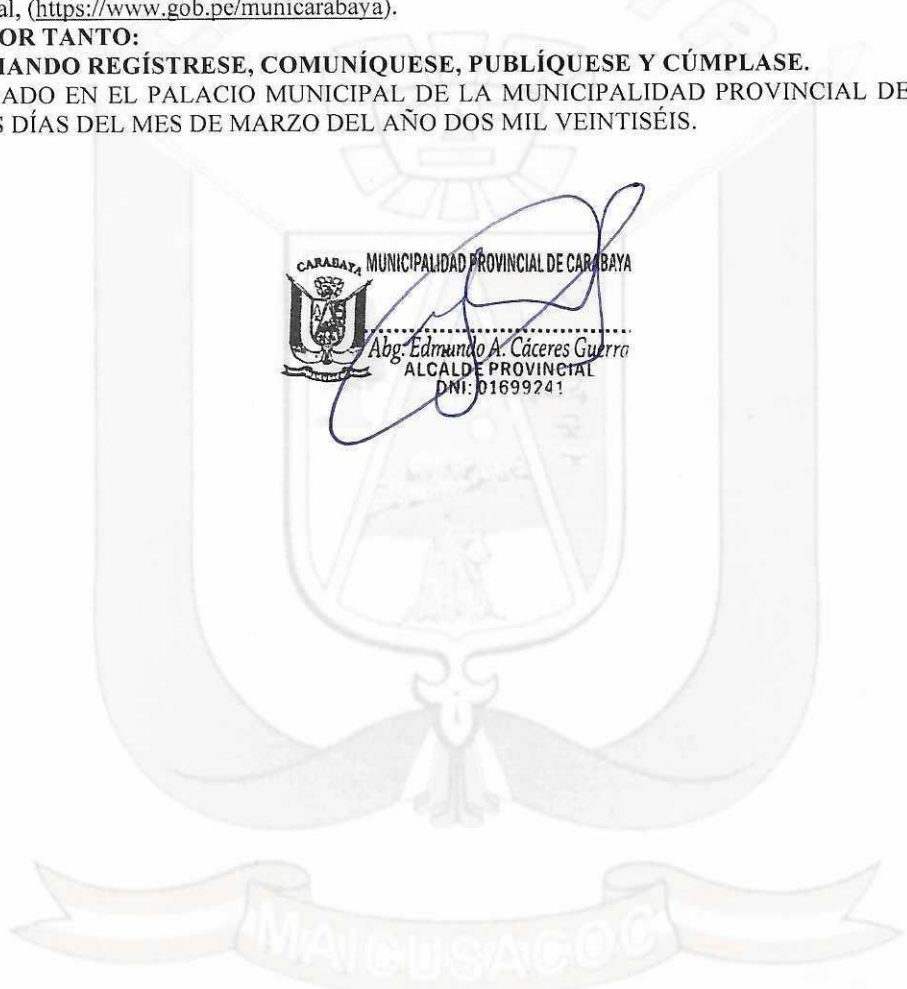 al, (https://www.gob.pe/municarabaya).
OR TANTO:
IANDO REGÍSTRESE, COMUNÍQUESE, PUBLÍQUESE Y CÚMPLASE.
ADO EN EL PALACIO MUNICIPAL DE LA MUNICIPALIDAD PROVINCIAL DE
S DÍAS DEL MES DE MARZO DEL AÑO DOS MIL VEINTISÉIS.
CARABAYA MUNICIPALIDAD PROVINCIAL DE CARABAYA
Abg. Edmundo A. Cáceres Guerra
ALCALDE PROVINCIAL
DNI: 01699241
MAICUSACOC